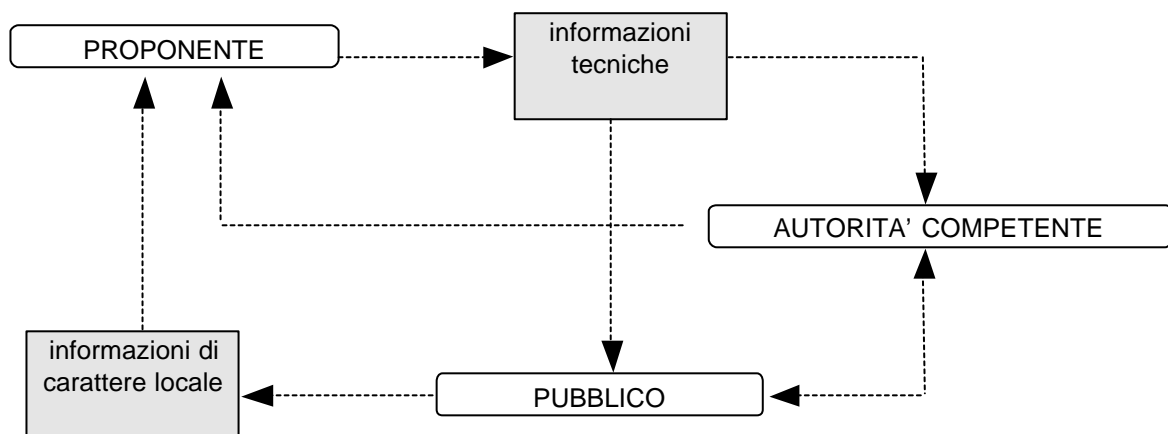 PROPONENTE
informazioni
tecniche
AUTORITA’ COMPETENTE
informazioni di
carattere locale
PUBBLICO